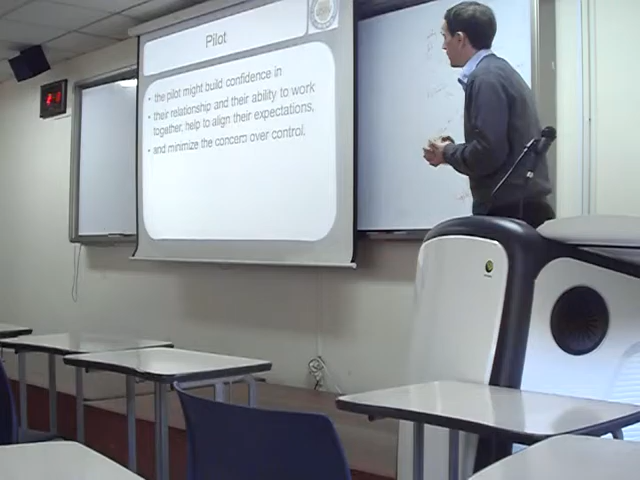 Pilot
• the pilot might build confidence in
• their relationship and their ability to work
together, help to align their expectations,
• and minimize the concern over control.